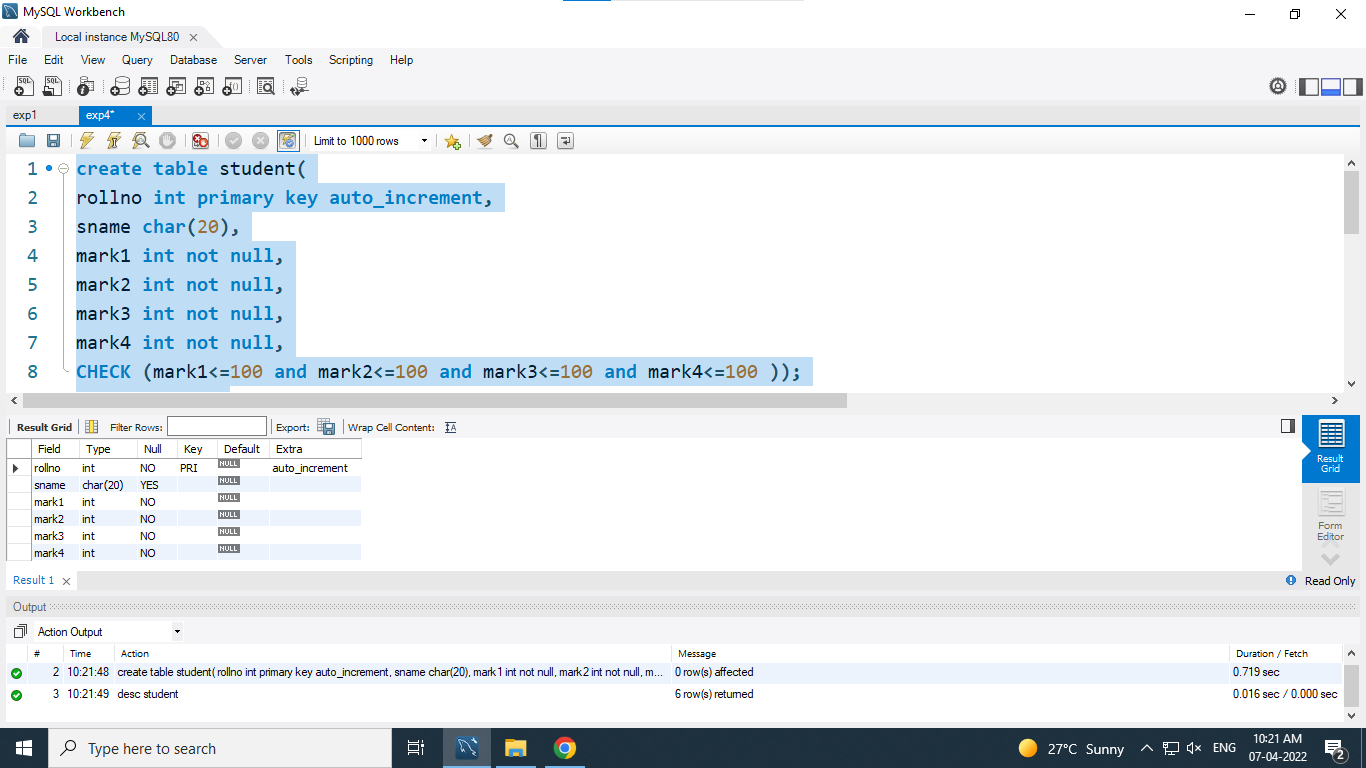 MySQL Workbench
Local instance MySQL80
File Edit View Query Database Server Tools Scripting Help
exp1 exp4*
Limit to 1000 rows
1 create table student(
2 rollno int primary key auto_increment,
3 sname char(20),
4 mark1 int not null,
5 mark2 int not null,
6 mark3 int not null,
7 mark4 int not null,
8 CHECK (mark1<=100 and mark2<=100 and mark3<=100 and mark4<=100 ));
Result Grid Filter Rows: Export: Wrap Cell Content:
Field Type Null Key Default Extra
rollno int NO PRI NULL auto_increment
sname char(20) YES NULL
mark1 int NO NULL
mark2 int NO NULL
mark3 int NO NULL
mark4 int NO NULL
Result Grid
Form Editor
Result 1 Read Only
Output
Action Output
# Time Action Message Duration / Fetch
2 10:21:48 create table student( rollno int primary key auto_increment, sname char(20), mark1 int not null, mark2 int not null, m... 0 row(s) affected 0.719 sec
3 10:21:49 desc student 6 row(s) returned 0.016 sec / 0.000 sec
Type here to search 27°C Sunny ENG 10:21 AM
07-04-2022 2